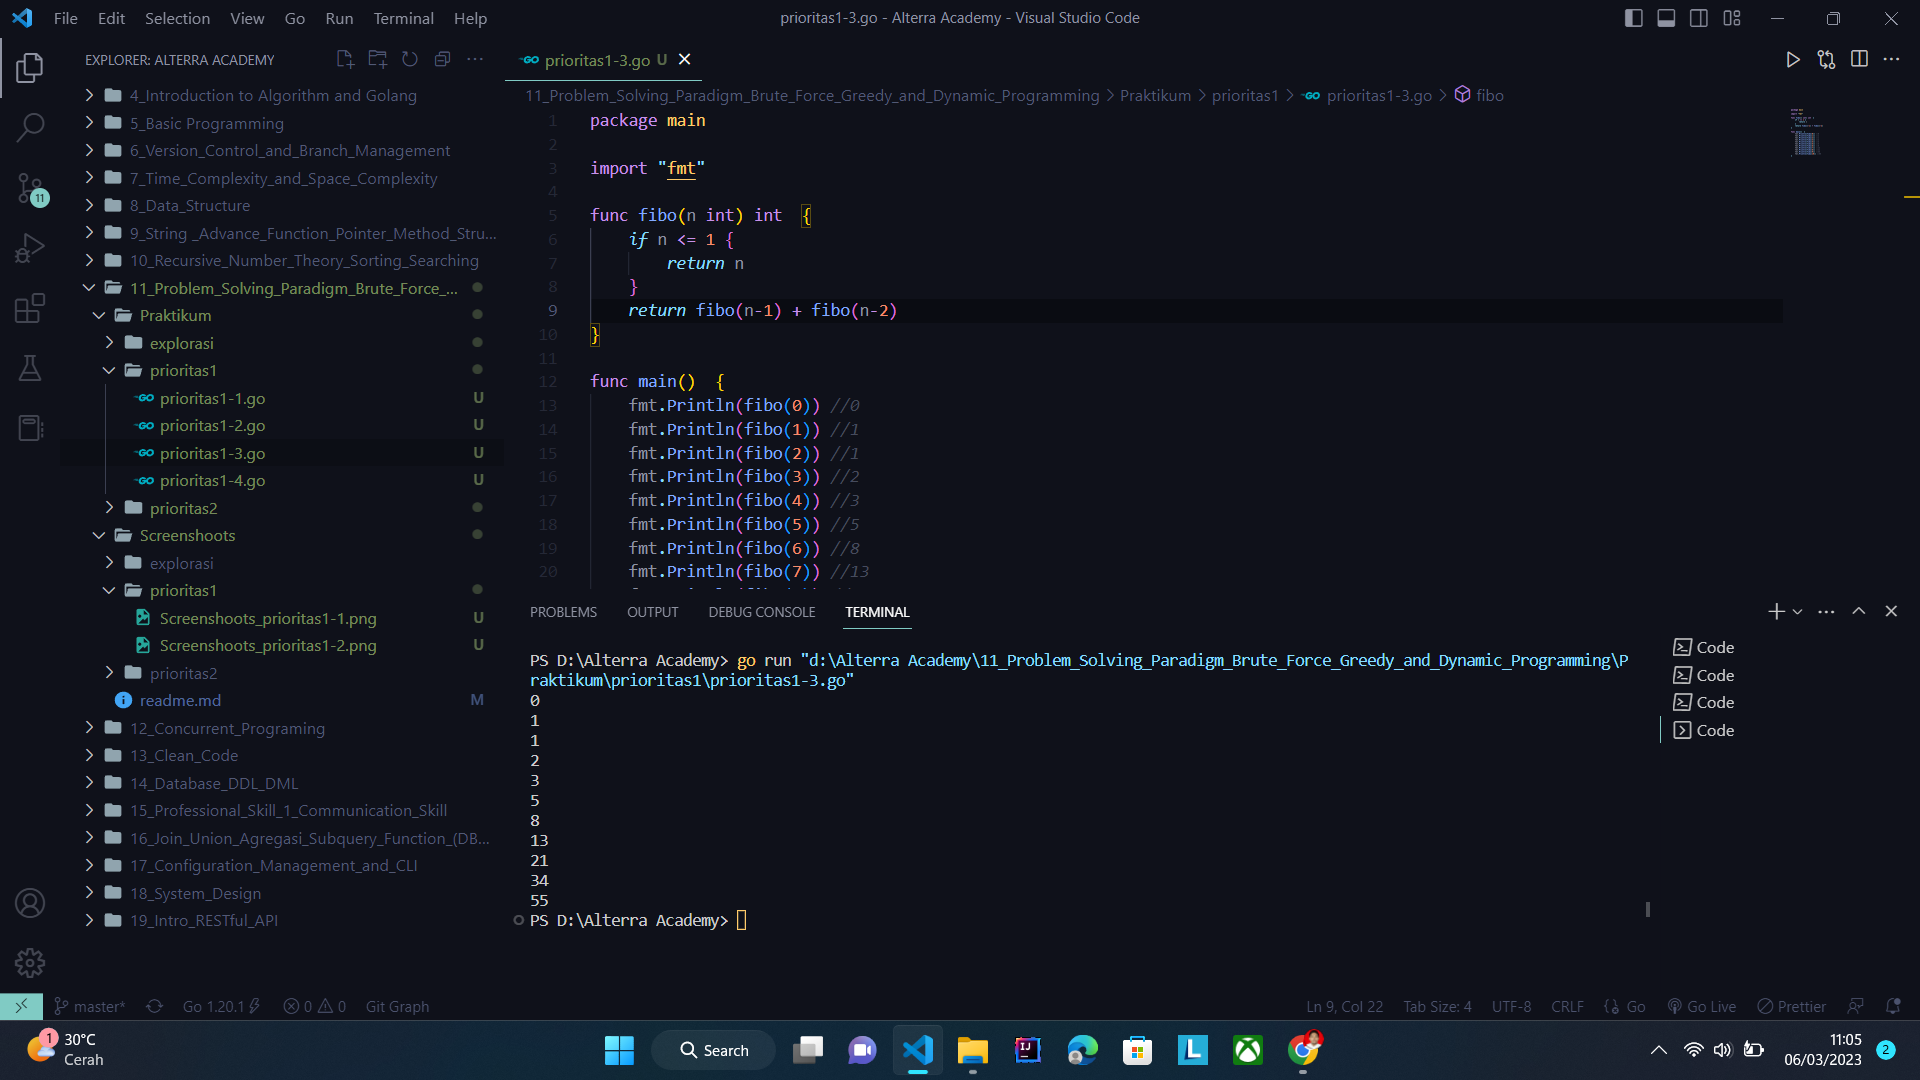 File Edit Selection View Go Run Terminal Help
prioritas1-3.go - Alterra Academy - Visual Studio Code
EXPLORER: ALTERRA ACADEMY
4_Introduction to Algorithm and Golang
5_Basic Programming
6_Version_Control_and_Branch_Management
7_Time_Complexity_and_Space_Complexity
8_Data_Structure
9_String _Advance_Function_Pointer_Method_Stru...
10_Recursive_Number_Theory_Sorting_Searching
11_Problem_Solving_Paradigm_Brute_Force_...
Praktikum
explorasi
prioritas1
prioritas1-1.go U
prioritas1-2.go U
prioritas1-3.go U
prioritas1-4.go U
prioritas2
Screenshoots
explorasi
prioritas1
Screenshoots_prioritas1-1.png U
Screenshoots_prioritas1-2.png U
prioritas2
readme.md M
12_Concurrent_Programing
13_Clean_Code
14_Database_DDL_DML
15_Professional_Skill_1_Communication_Skill
16_Join_Union_Agregasi_Subquery_Function_(DB...
17_Configuration_Management_and_CLI
18_System_Design
19_Intro_RESTful_API
11
GO prioritas1-3.go U
11_Problem_Solving_Paradigm_Brute_Force_Greedy_and_Dynamic_Programming > Praktikum > prioritas1 > GO prioritas1-3.go > fibo
1 package main
2
3 import "fmt"
4
5 func fibo(n int) int  {
6 if n <= 1 {
7 return n
8 }
9 return fibo(n-1) + fibo(n-2)
10 }
11
12 func main()  {
13 fmt.Println(fibo(0)) //0
14 fmt.Println(fibo(1)) //1
15 fmt.Println(fibo(2)) //1
16 fmt.Println(fibo(3)) //2
17 fmt.Println(fibo(4)) //3
18 fmt.Println(fibo(5)) //5
19 fmt.Println(fibo(6)) //8
20 fmt.Println(fibo(7)) //13
PROBLEMS OUTPUT DEBUG CONSOLE TERMINAL
PS D:\Alterra Academy> go run "d:\Alterra Academy\11_Problem_Solving_Paradigm_Brute_Force_Greedy_and_Dynamic_Programming\P
raktikum\prioritas1\prioritas1-3.go"
0
1
1
2
3
5
8
13
21
34
55
PS D:\Alterra Academy>
Code
Code
Code
Code
master* Go 1.20.1 0 0 Git Graph
Ln 9, Col 22 Tab Size: 4 UTF-8 CRLF {} Go Go Live Prettier
1 30°C
Cerah
Search
11:05
06/03/2023
2